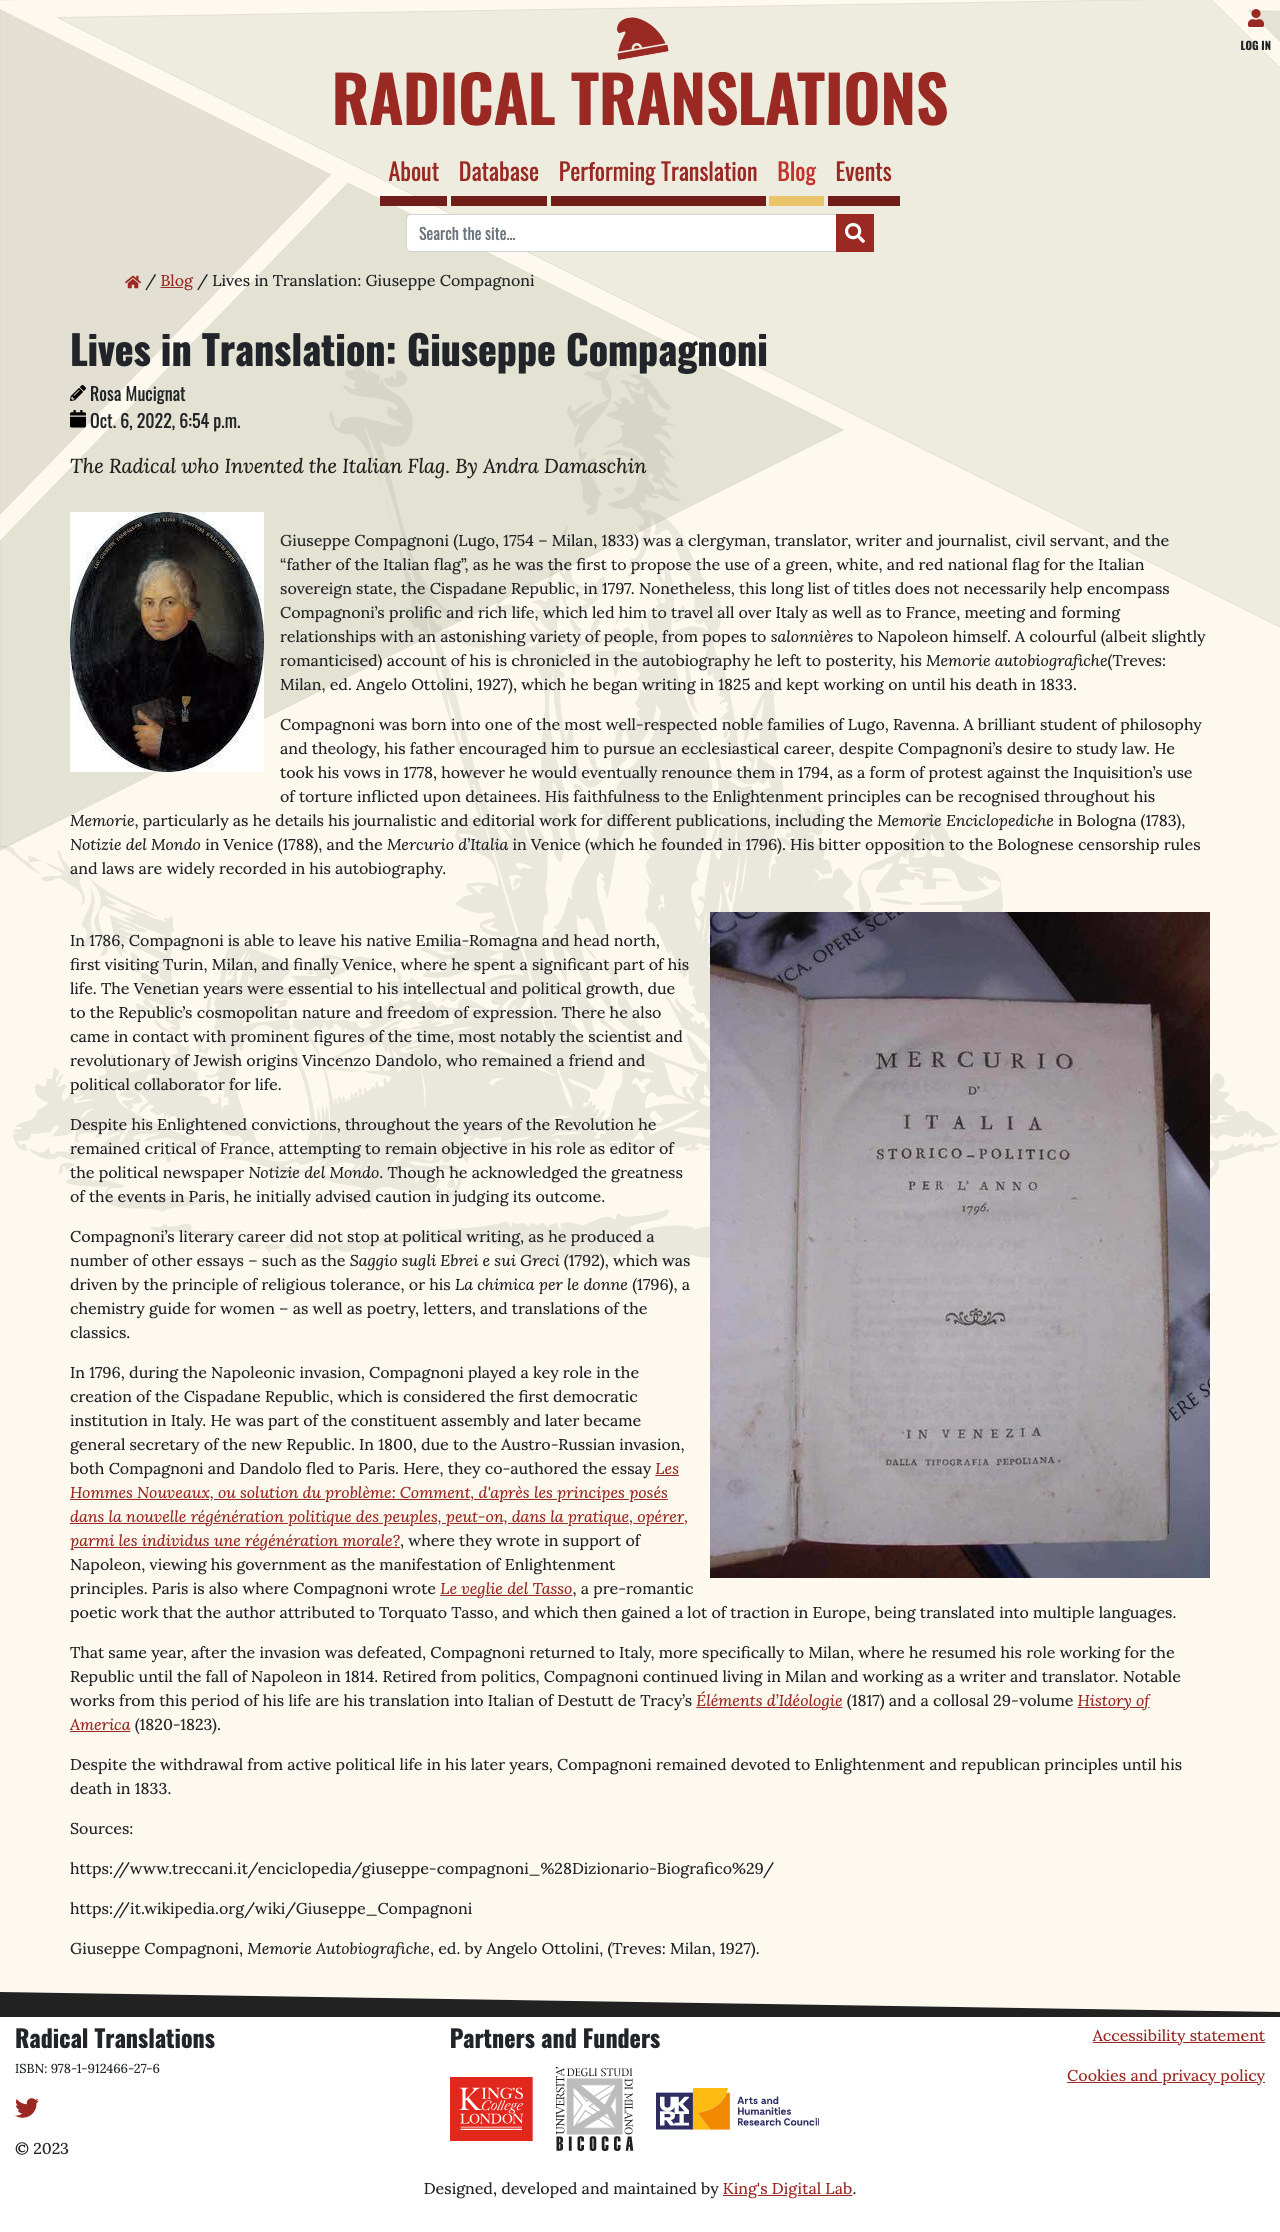 LOG IN
RADICAL TRANSLATIONS
About Database Performing Translation Blog Events
Search the site...
/ Blog / Lives in Translation: Giuseppe Compagnoni
Lives in Translation: Giuseppe Compagnoni
Rosa Mucignat
Oct. 6, 2022, 6:54 p.m.
The Radical who Invented the Italian Flag. By Andra Damaschin
Giuseppe Compagnoni (Lugo, 1754 – Milan, 1833) was a clergyman, translator, writer and journalist, civil servant, and the
“father of the Italian flag”, as he was the first to propose the use of a green, white, and red national flag for the Italian
sovereign state, the Cispadane Republic, in 1797. Nonetheless, this long list of titles does not necessarily help encompass
Compagnoni’s prolific and rich life, which led him to travel all over Italy as well as to France, meeting and forming
relationships with an astonishing variety of people, from popes to salonnières to Napoleon himself. A colourful (albeit slightly
romanticised) account of his is chronicled in the autobiography he left to posterity, his Memorie autobiografiche(Treves:
Milan, ed. Angelo Ottolini, 1927), which he began writing in 1825 and kept working on until his death in 1833.
Compagnoni was born into one of the most well-respected noble families of Lugo, Ravenna. A brilliant student of philosophy
and theology, his father encouraged him to pursue an ecclesiastical career, despite Compagnoni’s desire to study law. He
took his vows in 1778, however he would eventually renounce them in 1794, as a form of protest against the Inquisition’s use
of torture inflicted upon detainees. His faithfulness to the Enlightenment principles can be recognised throughout his
Memorie, particularly as he details his journalistic and editorial work for different publications, including the Memorie Enciclopediche in Bologna (1783),
Notizie del Mondo in Venice (1788), and the Mercurio d’Italia in Venice (which he founded in 1796). His bitter opposition to the Bolognese censorship rules
and laws are widely recorded in his autobiography.
In 1786, Compagnoni is able to leave his native Emilia-Romagna and head north,
first visiting Turin, Milan, and finally Venice, where he spent a significant part of his
life. The Venetian years were essential to his intellectual and political growth, due
to the Republic’s cosmopolitan nature and freedom of expression. There he also
came in contact with prominent figures of the time, most notably the scientist and
revolutionary of Jewish origins Vincenzo Dandolo, who remained a friend and
political collaborator for life.
Despite his Enlightened convictions, throughout the years of the Revolution he
remained critical of France, attempting to remain objective in his role as editor of
the political newspaper Notizie del Mondo. Though he acknowledged the greatness
of the events in Paris, he initially advised caution in judging its outcome.
Compagnoni’s literary career did not stop at political writing, as he produced a
number of other essays – such as the Saggio sugli Ebrei e sui Greci (1792), which was
driven by the principle of religious tolerance, or his La chimica per le donne (1796), a
chemistry guide for women – as well as poetry, letters, and translations of the
classics.
In 1796, during the Napoleonic invasion, Compagnoni played a key role in the
creation of the Cispadane Republic, which is considered the first democratic
institution in Italy. He was part of the constituent assembly and later became
general secretary of the new Republic. In 1800, due to the Austro-Russian invasion,
both Compagnoni and Dandolo fled to Paris. Here, they co-authored the essay Les
Hommes Nouveaux, ou solution du problème: Comment, d'après les principes posés
dans la nouvelle régénération politique des peuples, peut-on, dans la pratique, opérer,
parmi les individus une régénération morale?, where they wrote in support of
Napoleon, viewing his government as the manifestation of Enlightenment
principles. Paris is also where Compagnoni wrote Le veglie del Tasso, a pre-romantic
poetic work that the author attributed to Torquato Tasso, and which then gained a lot of traction in Europe, being translated into multiple languages.
OPERE SCEL
MERCURIO
D'
ITALIA
STORICO-POLITICO
PER L'ANNO
1796.
IN VENEZIA
DALLA TIPOGRAFIA PEPOLIANA.
That same year, after the invasion was defeated, Compagnoni returned to Italy, more specifically to Milan, where he resumed his role working for the
Republic until the fall of Napoleon in 1814. Retired from politics, Compagnoni continued living in Milan and working as a writer and translator. Notable
works from this period of his life are his translation into Italian of Destutt de Tracy’s Éléments d’Idéologie (1817) and a collosal 29-volume History of
America (1820-1823).
Despite the withdrawal from active political life in his later years, Compagnoni remained devoted to Enlightenment and republican principles until his
death in 1833.
Sources:
https://www.treccani.it/enciclopedia/giuseppe-compagnoni_%28Dizionario-Biografico%29/
https://it.wikipedia.org/wiki/Giuseppe_Compagnoni
Giuseppe Compagnoni, Memorie Autobiografiche, ed. by Angelo Ottolini, (Treves: Milan, 1927).
Radical Translations
ISBN: 978-1-912466-27-6
© 2023
Partners and Funders
KING'S
College
LONDON
UNIVERSITA' DEGLI STUDI DI MILANO
BICOCCA
UKRI
Arts and
Humanities
Research Council
Accessibility statement
Cookies and privacy policy
Designed, developed and maintained by King's Digital Lab.